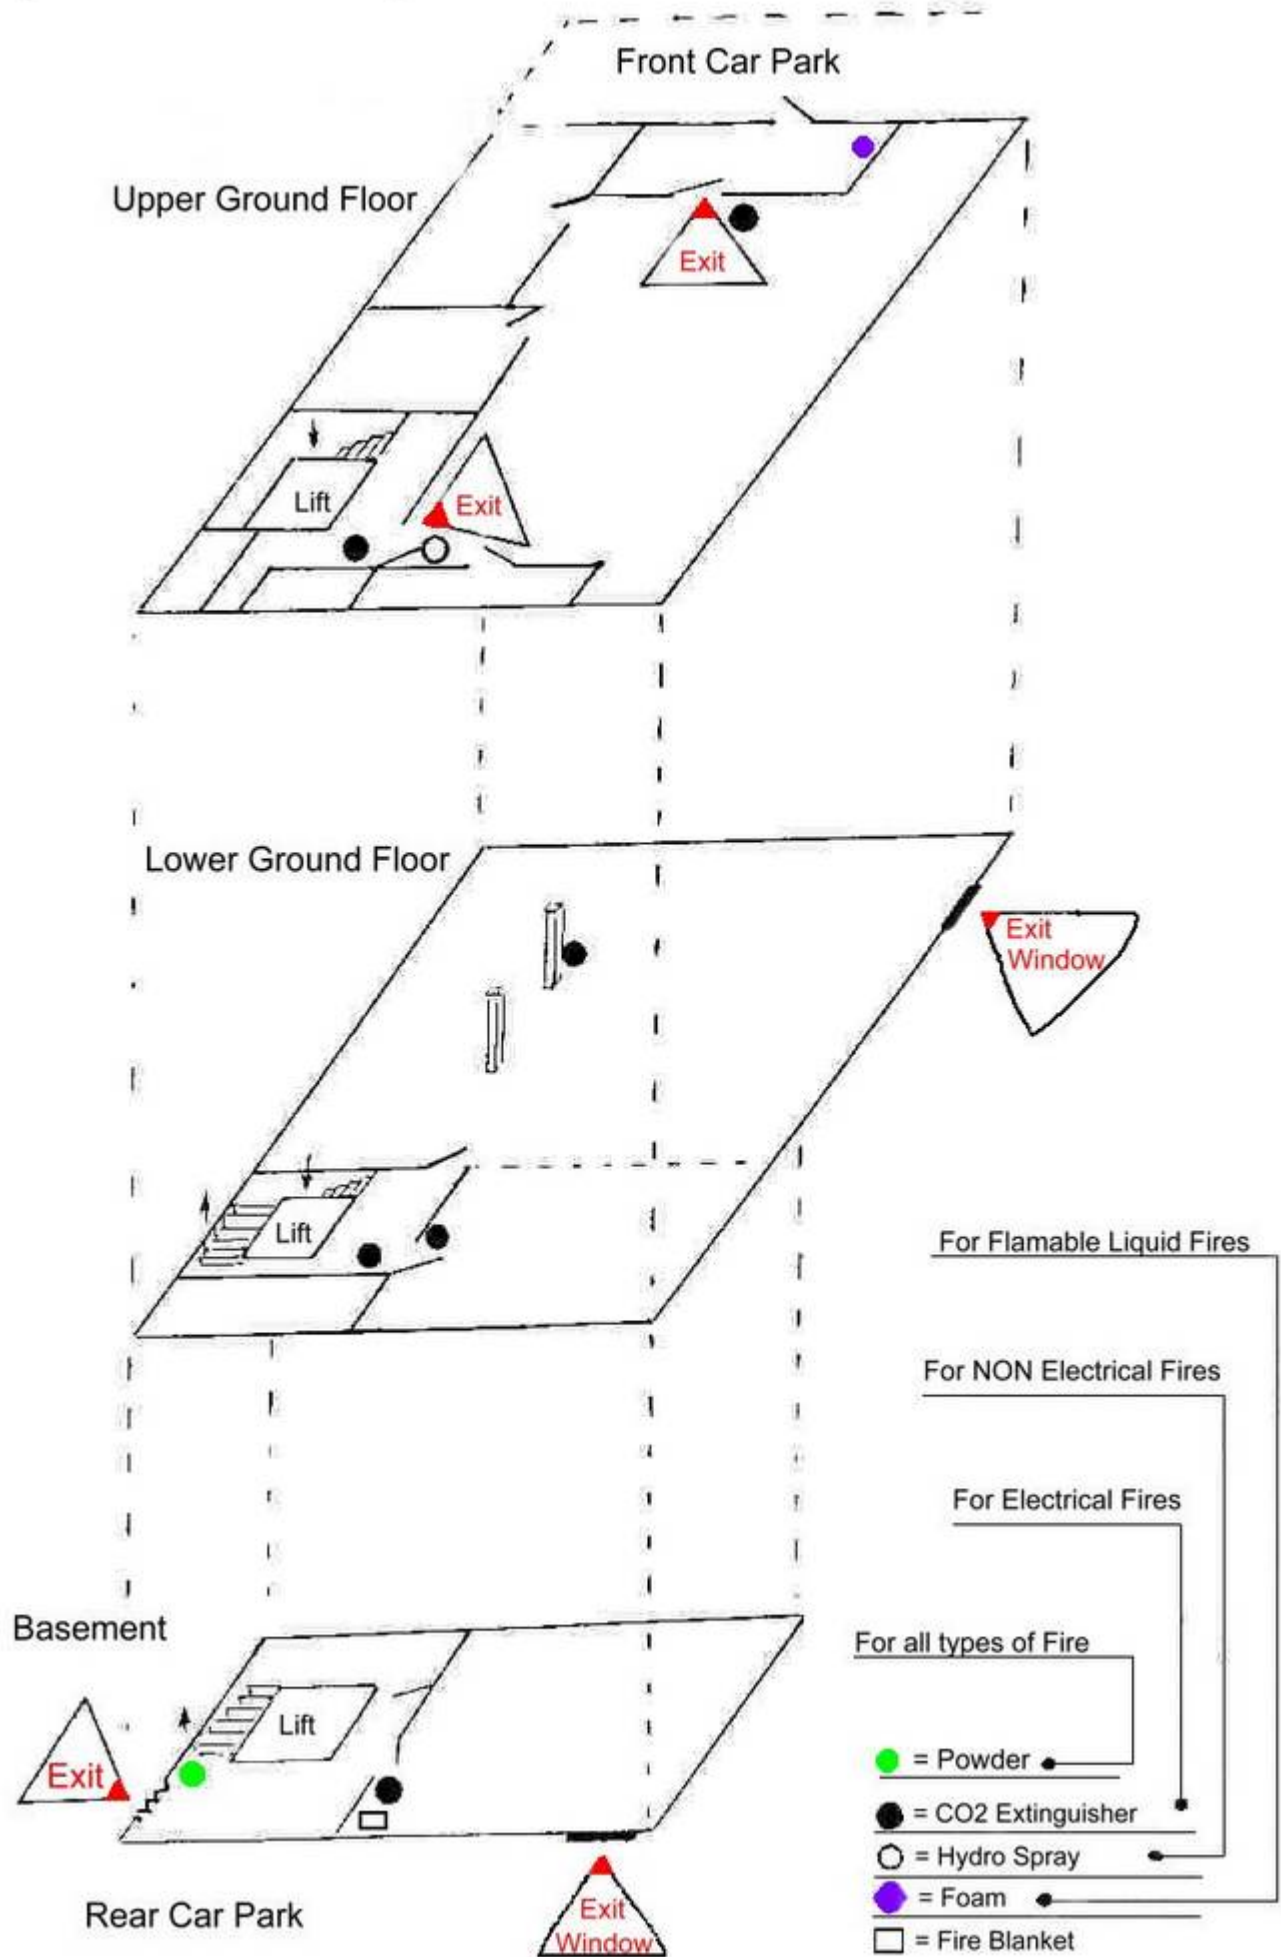 Front Car Park
Upper Ground Floor
Exit
Lift
Exit
Lower Ground Floor
Exit
Window
Lift
For Flamable Liquid Fires
For NON Electrical Fires
For Electrical Fires
Basement
For all types of Fire
Lift
Exit
= Powder
= CO2 Extinguisher
= Hydro Spray
= Foam
= Fire Blanket
Rear Car Park
Exit
Window